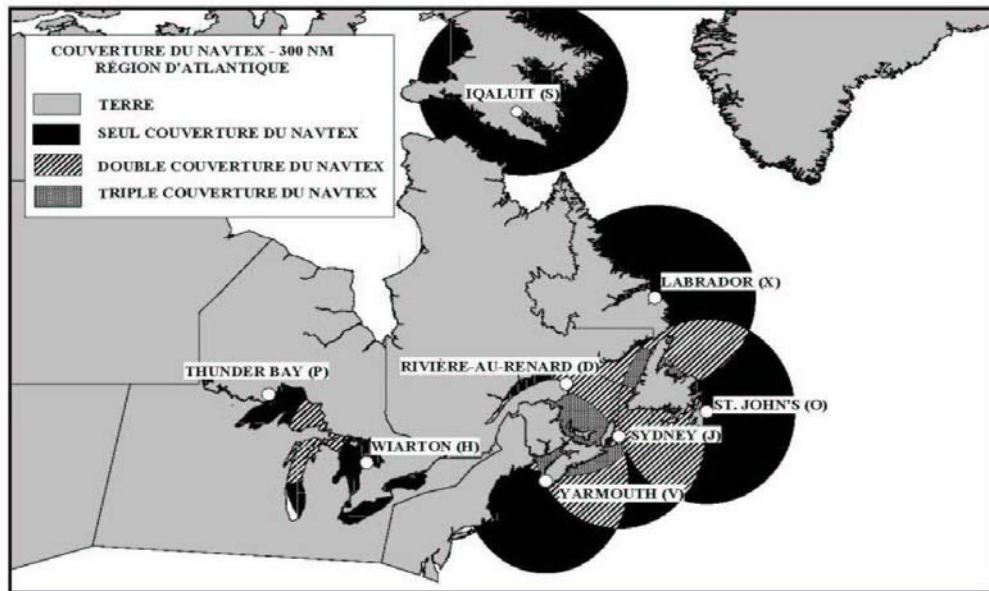 COUVERTURE DU NAVTEX - 300 NM
RÉGION D'ATLANTIQUE
TERRE
SEUL COUVERTURE DU NAVTEX
DOUBLE COUVERTURE DU NAVTEX
TRIPLE COUVERTURE DU NAVTEX
IQALUIT (S)
LABRADOR (X)
RIVIÈRE-AU-RENARD (D)
THUNDER BAY (P)
ST. JOHN'S (O)
SYDNEY (J)
WIARTON (H)
YARMOUTH (V)